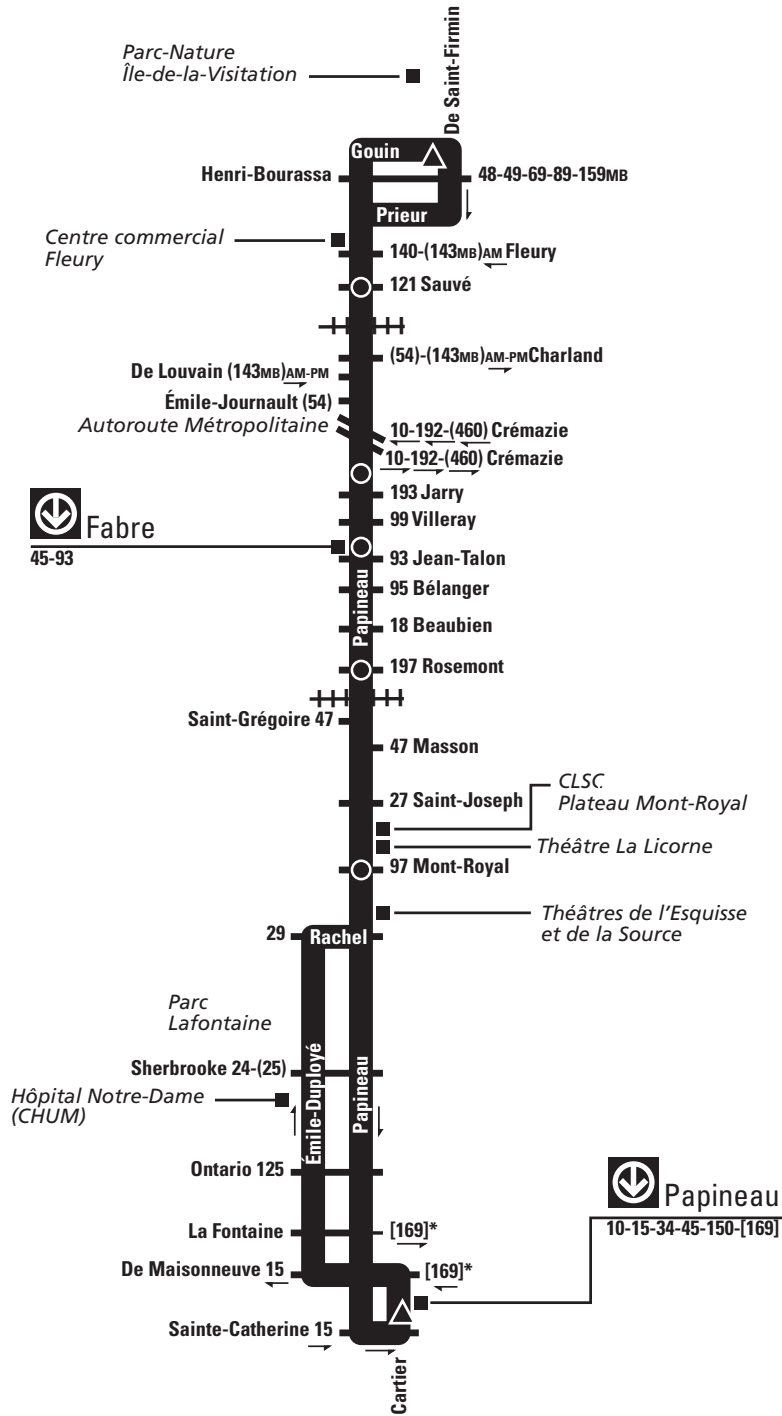 De Saint-Firmin
Parc-Nature
Île-de-la-Visitation
Gouin
Henri-Bourassa
48-49-69-89-159MB
Prieur
Centre commercial
Fleury
140-(143MB)AM Fleury
121 Sauvé
(54)-(143MB)AM-PM Charland
De Louvain (143MB)AM-PM
Émile-Journault (54)
Autoroute Métropolitaine
10-192-(460) Crémazie
10-192-(460) Crémazie
193 Jarry
Fabre
99 Villeray
45-93
93 Jean-Talon
Papineau
95 Bélanger
18 Beaubien
197 Rosemont
Saint-Grégoire 47
47 Masson
27 Saint-Joseph
CLSC
Plateau Mont-Royal
Théâtre La Licorne
97 Mont-Royal
Théâtres de l'Esquisse
et de la Source
29
Rachel
Parc
Lafontaine
Sherbrooke 24-(25)
Émile-Duployé
Papineau
Hôpital Notre-Dame
(CHUM)
Ontario 125
Papineau
10-15-34-45-150-[169]
La Fontaine
[169]*
De Maisonneuve 15
[169]*
Sainte-Catherine 15
Cartier